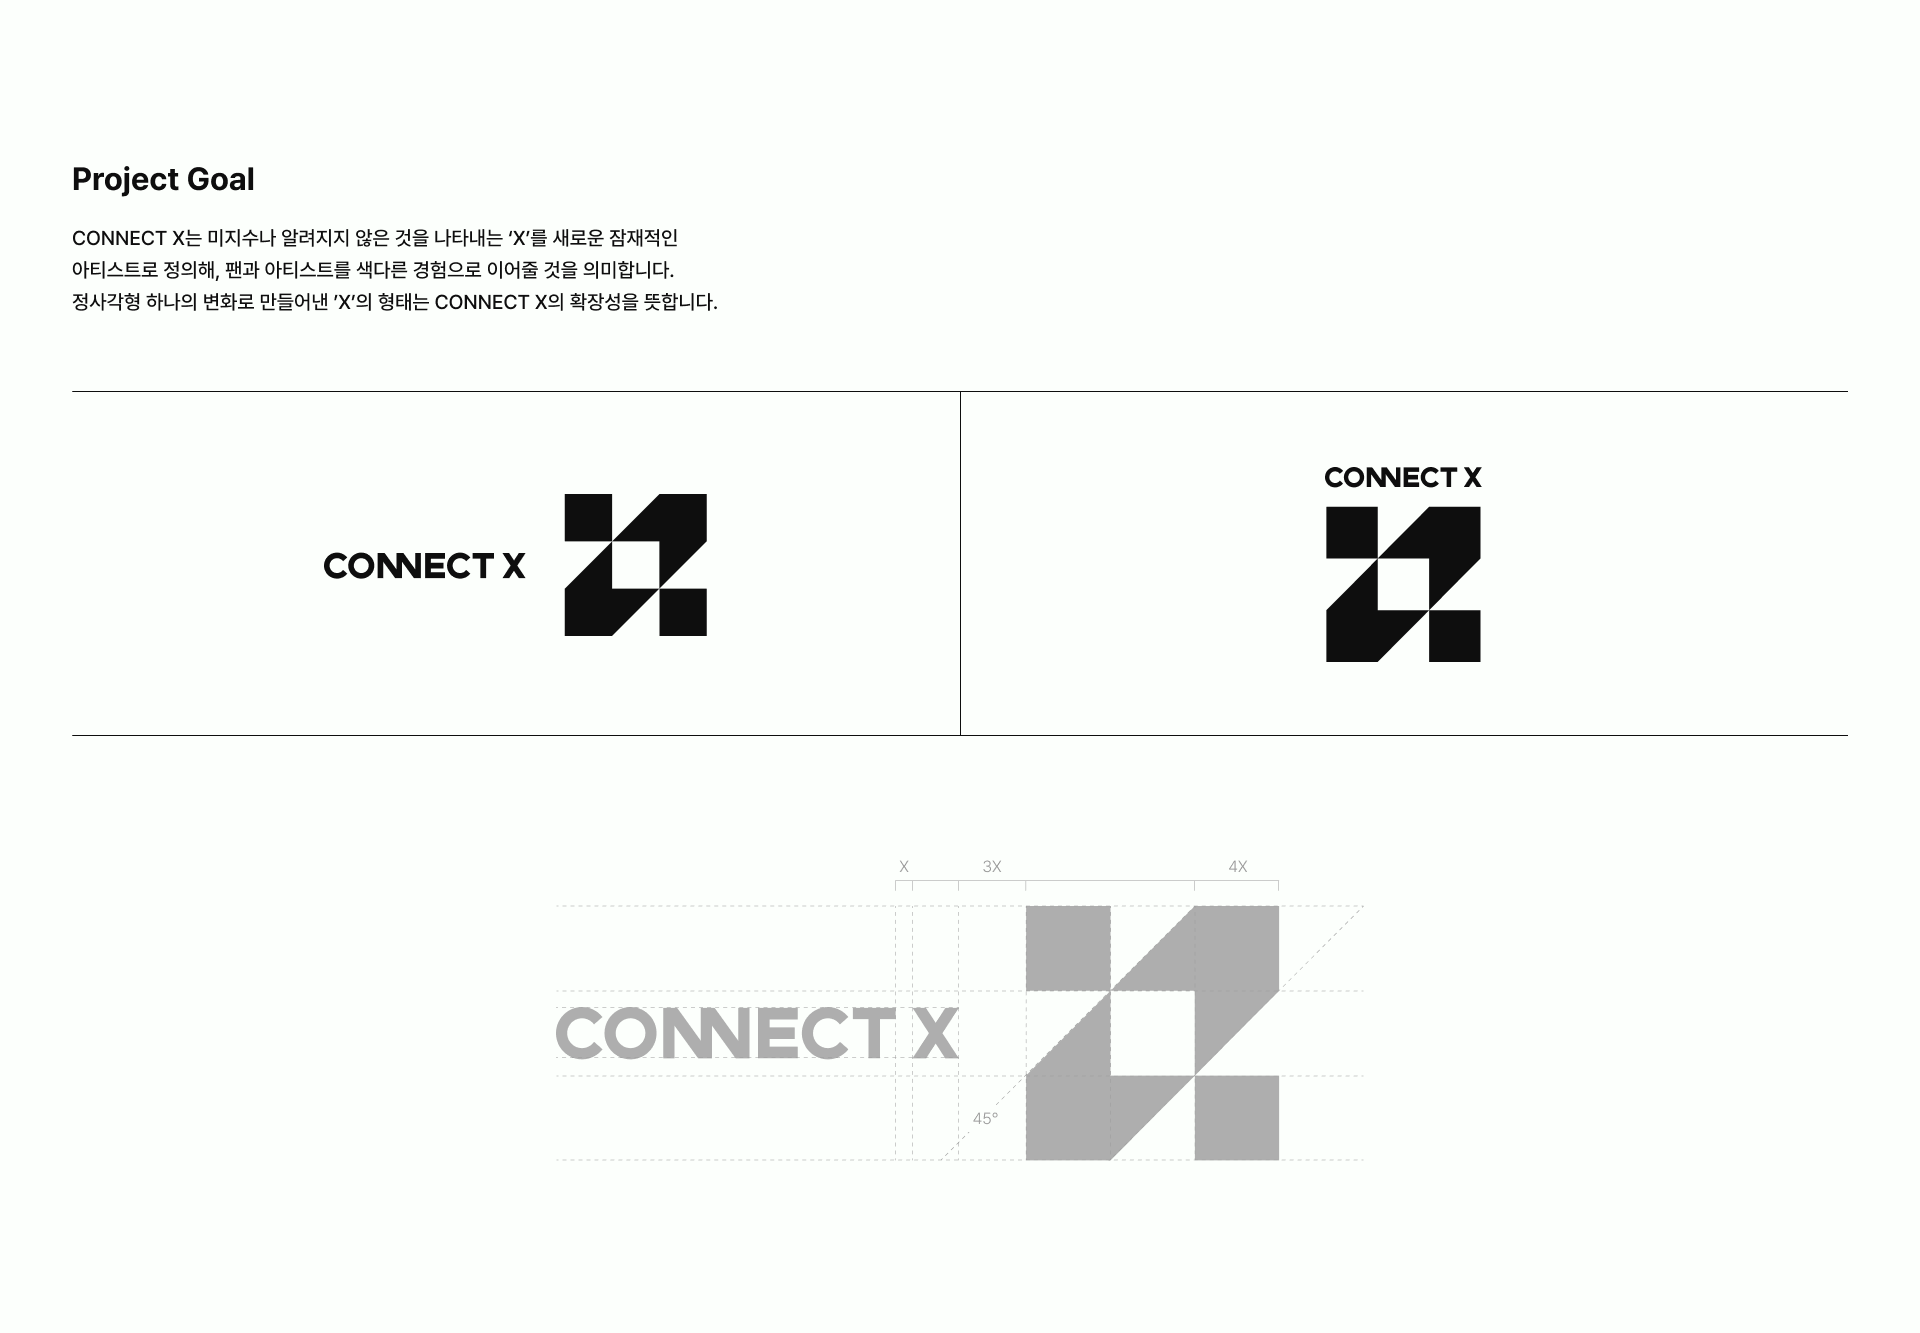 Project Goal
CONNECT X는 미지수나 알려지지 않은 것을 나타내는 ‘X’를 새로운 잠재적인
아티스트로 정의해, 팬과 아티스트를 색다른 경험으로 이어줄 것을 의미합니다.
정사각형 하나의 변화로 만들어낸 ’X’의 형태는 CONNECT X의 확장성을 뜻합니다.
CONNECT X
CONNECT X
X 3X 4X
CONNECT X
45°